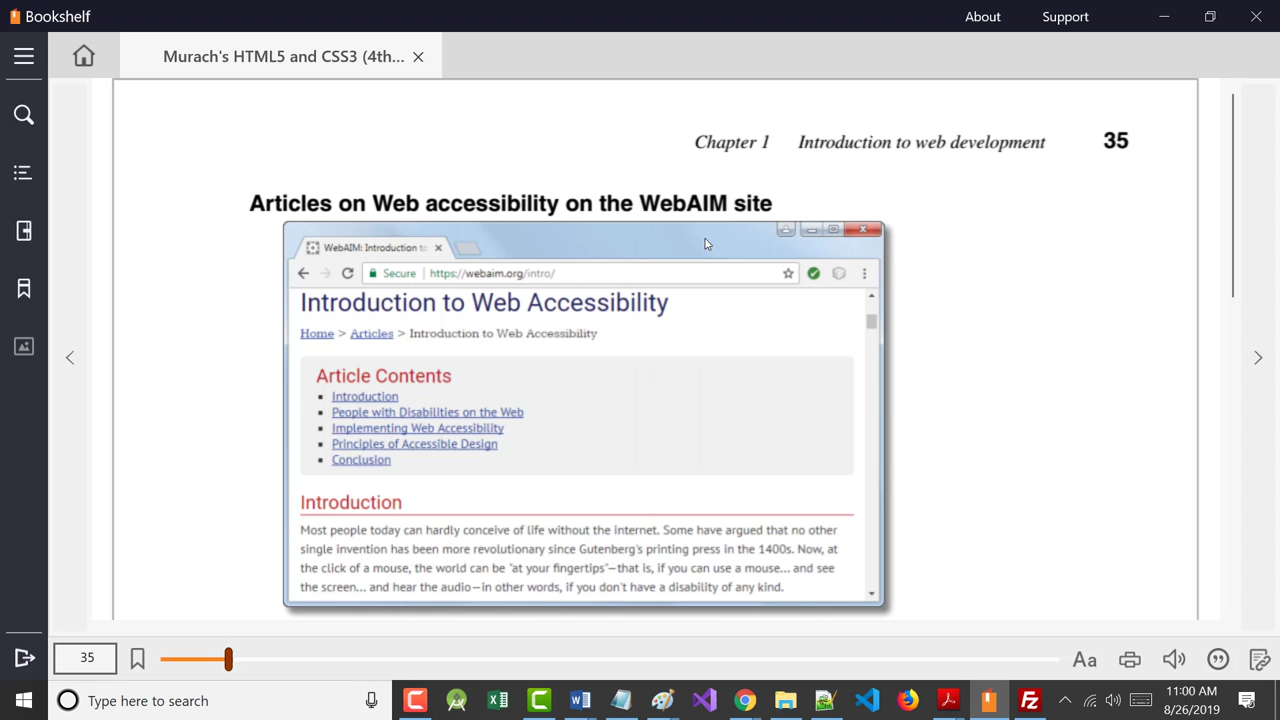 Bookshelf
About
Support
Murach's HTML5 and CSS3 (4th...
Chapter 1 Introduction to web development 35
Articles on Web accessibility on the WebAIM site
WebAIM: Introduction to
Secure https://webaim.org/intro/
Introduction to Web Accessibility
Home > Articles > Introduction to Web Accessibility
Article Contents
Introduction
People with Disabilities on the Web
Implementing Web Accessibility
Principles of Accessible Design
Conclusion
Introduction
Most people today can hardly conceive of life without the internet. Some have argued that no other
single invention has been more revolutionary since Gutenberg's printing press in the 1400s. Now, at
the click of a mouse, the world can be "at your fingertips"—that is, if you can use a mouse... and see
the screen... and hear the audio—in other words, if you don't have a disability of any kind.
35
Aa
Type here to search
11:00 AM
8/26/2019